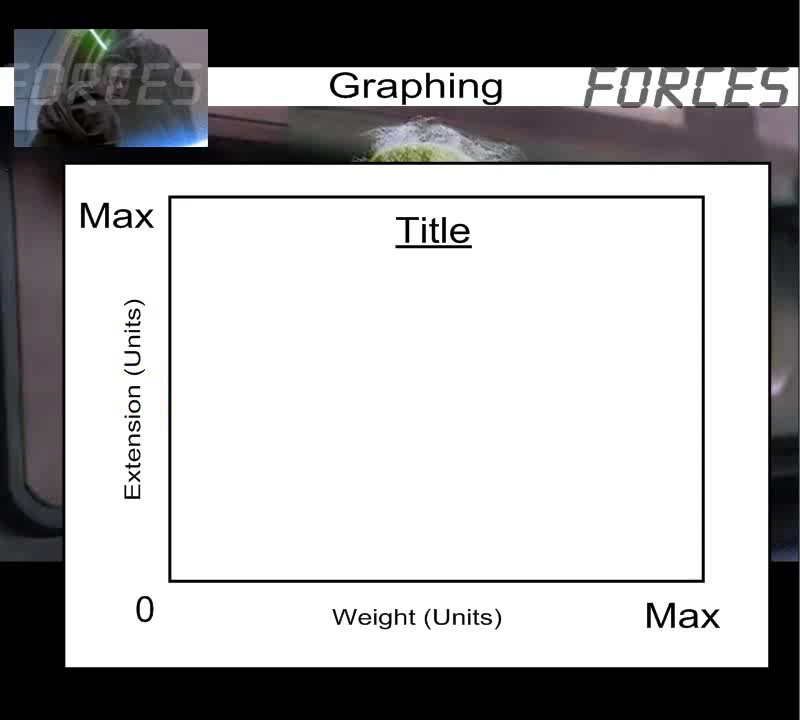 FORCES Graphing FORCES
Max
Title
Extension (Units)
0 Weight (Units) Max